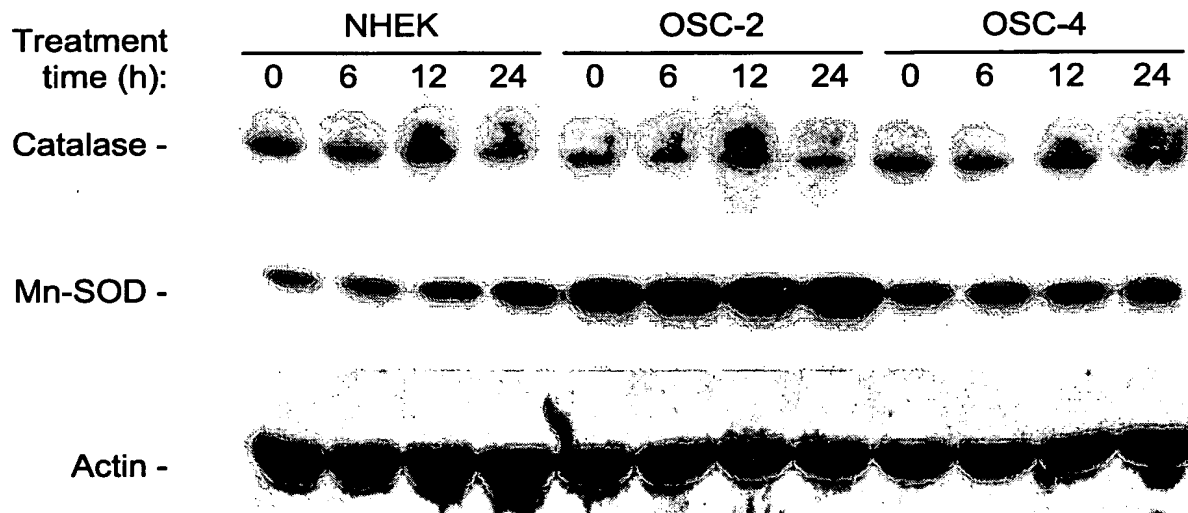 NHEK OSC-2 OSC-4
Treatment
time (h): 0 6 12 24 0 6 12 24 0 6 12 24
Catalase -
Mn-SOD -
Actin -